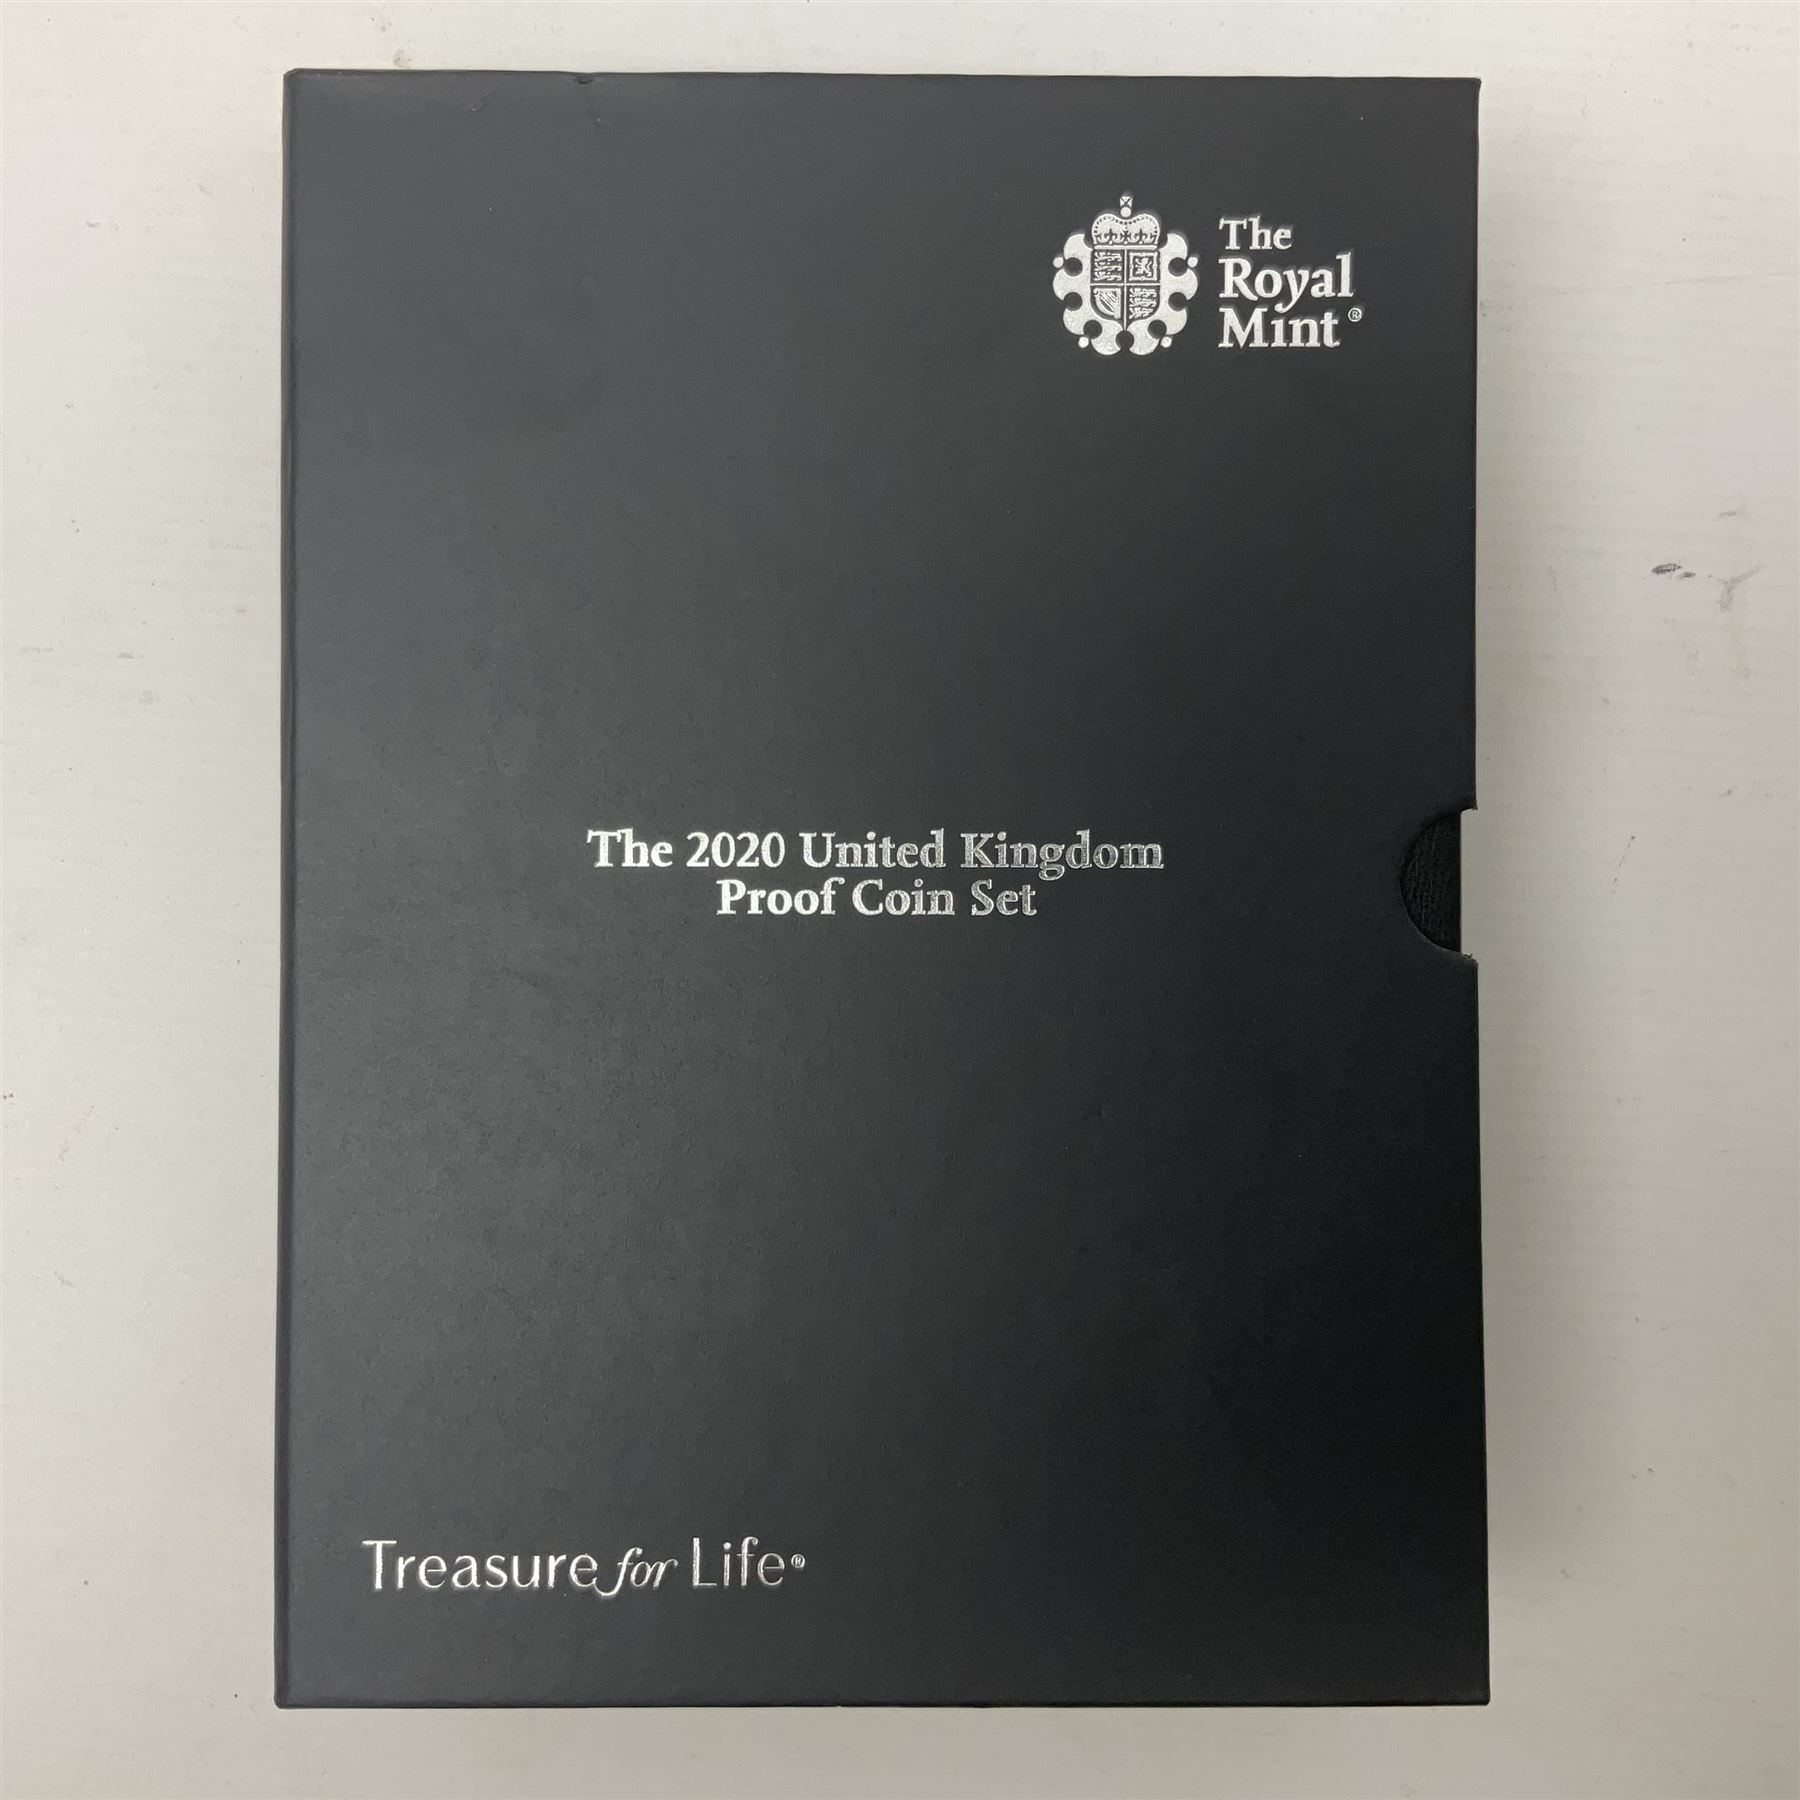 The
Royal
Mint®
The 2020 United Kingdom
Proof Coin Set
Treasure for Life®